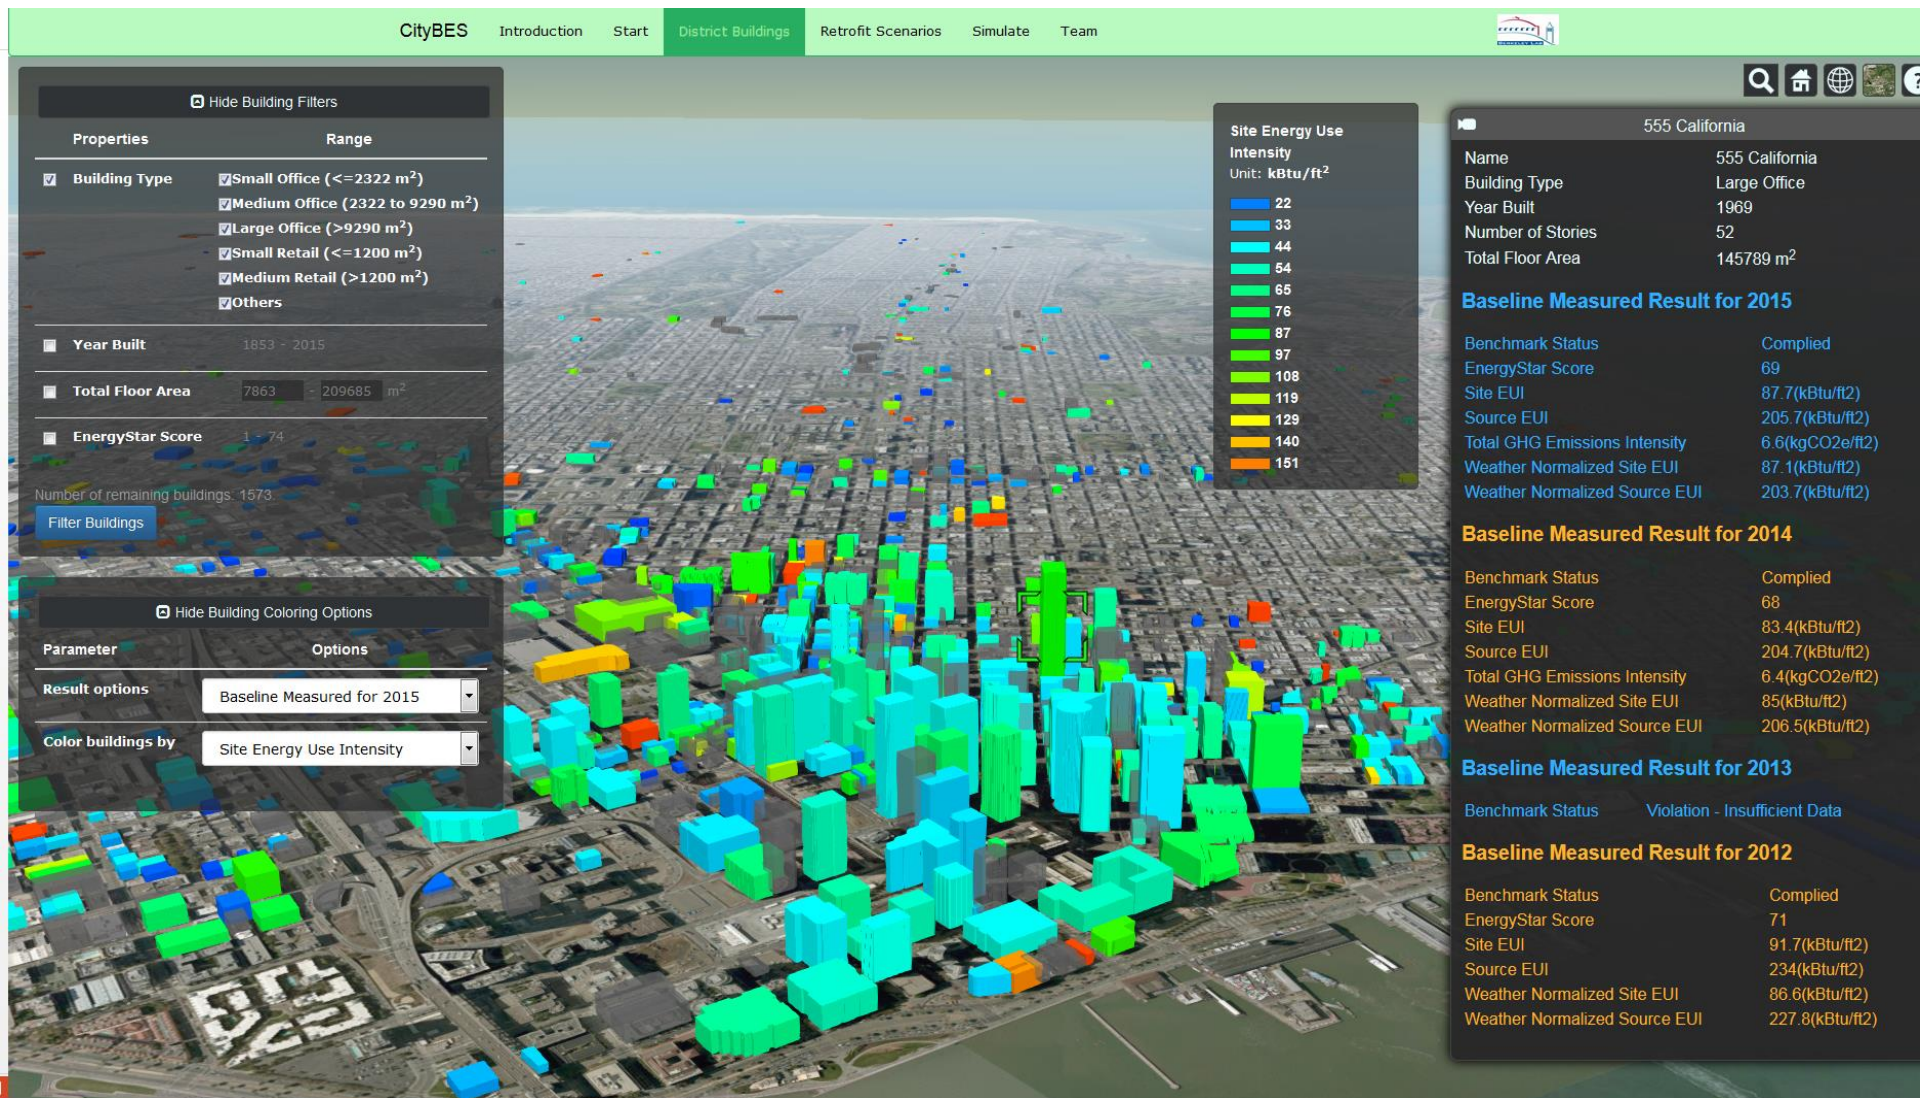 CityBES Introduction Start District Buildings Retrofit Scenarios Simulate Team
Hide Building Filters
Properties Range
Building Type
Small Office (<=2322 m²)
Medium Office (2322 to 9290 m²)
Large Office (>9290 m²)
Small Retail (<=1200 m²)
Medium Retail (>1200 m²)
Others
Year Built 1853 - 2015
Total Floor Area 7863 - 209685 m²
EnergyStar Score 1 - 74
Number of remaining buildings: 1573.
Filter Buildings
Hide Building Coloring Options
Parameter Options
Result options Baseline Measured for 2015
Color buildings by Site Energy Use Intensity
Site Energy Use
Intensity
Unit: kBtu/ft²
22
33
44
54
65
76
87
97
108
119
129
140
151
?
555 California
Name 555 California
Building Type Large Office
Year Built 1969
Number of Stories 52
Total Floor Area 145789 m²
Baseline Measured Result for 2015
Benchmark Status Complied
EnergyStar Score 69
Site EUI 87.7(kBtu/ft2)
Source EUI 205.7(kBtu/ft2)
Total GHG Emissions Intensity 6.6(kgCO2e/ft2)
Weather Normalized Site EUI 87.1(kBtu/ft2)
Weather Normalized Source EUI 203.7(kBtu/ft2)
Baseline Measured Result for 2014
Benchmark Status Complied
EnergyStar Score 68
Site EUI 83.4(kBtu/ft2)
Source EUI 204.7(kBtu/ft2)
Total GHG Emissions Intensity 6.4(kgCO2e/ft2)
Weather Normalized Site EUI 85(kBtu/ft2)
Weather Normalized Source EUI 206.5(kBtu/ft2)
Baseline Measured Result for 2013
Benchmark Status Violation - Insufficient Data
Baseline Measured Result for 2012
Benchmark Status Complied
EnergyStar Score 71
Site EUI 91.7(kBtu/ft2)
Source EUI 234(kBtu/ft2)
Weather Normalized Site EUI 86.6(kBtu/ft2)
Weather Normalized Source EUI 227.8(kBtu/ft2)